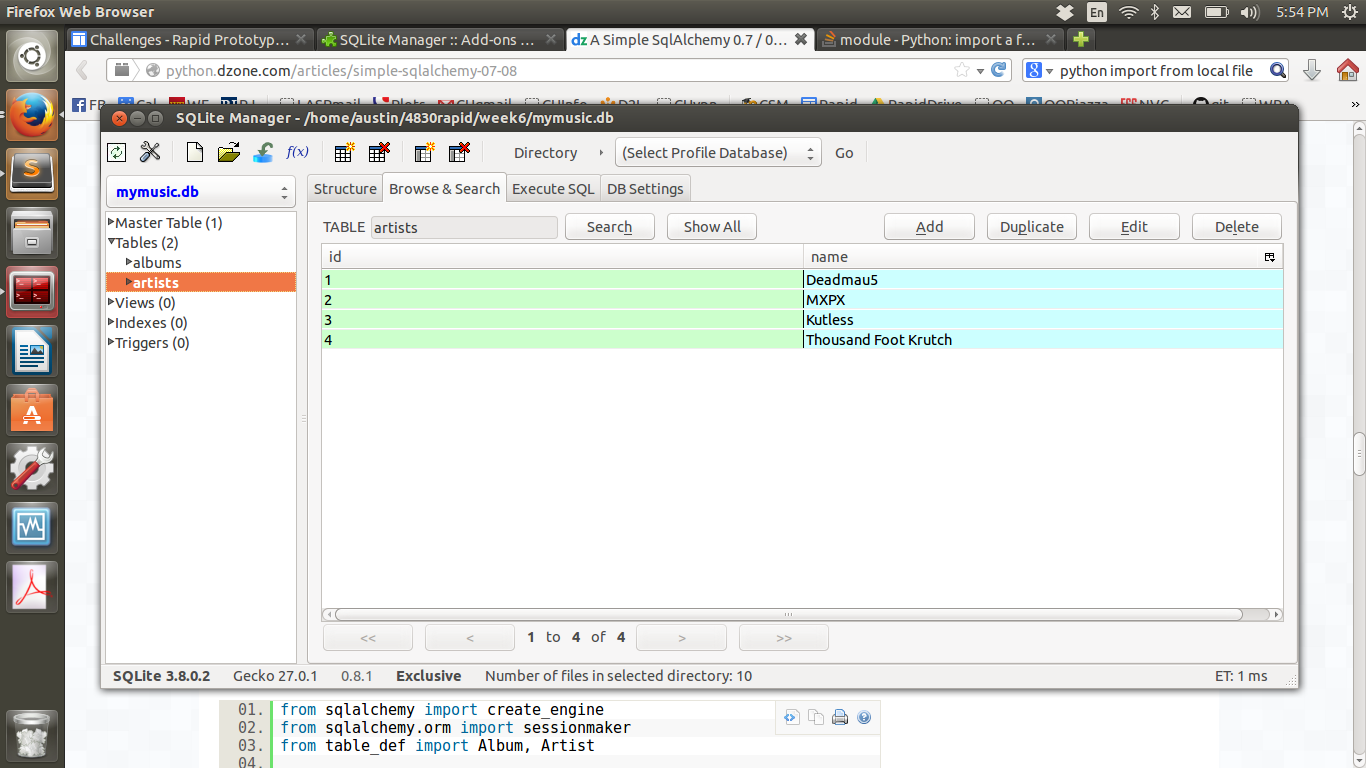 Firefox Web Browser
En
5:54 PM
Challenges - Rapid Prototyp...
SQLite Manager :: Add-ons ...
dz A Simple SqlAlchemy 0.7 / 0...
module - Python: import a f...
python.dzone.com/articles/simple-sqlalchemy-07-08
python import from local file
SQLite Manager - /home/austin/4830rapid/week6/mymusic.db
f(x)
Directory
(Select Profile Database)
Go
mymusic.db
Structure
Browse & Search
Execute SQL
DB Settings
Master Table (1)
Tables (2)
albums
artists
Views (0)
Indexes (0)
Triggers (0)
TABLE artists
Search
Show All
Add
Duplicate
Edit
Delete
id name
1 Deadmau5
2 MXPX
3 Kutless
4 Thousand Foot Krutch
<< < 1 to 4 of 4 > >>
SQLite 3.8.0.2 Gecko 27.0.1 0.8.1 Exclusive Number of files in selected directory: 10 ET: 1 ms
01. from sqlalchemy import create_engine
02. from sqlalchemy.orm import sessionmaker
03. from table_def import Album, Artist
04.